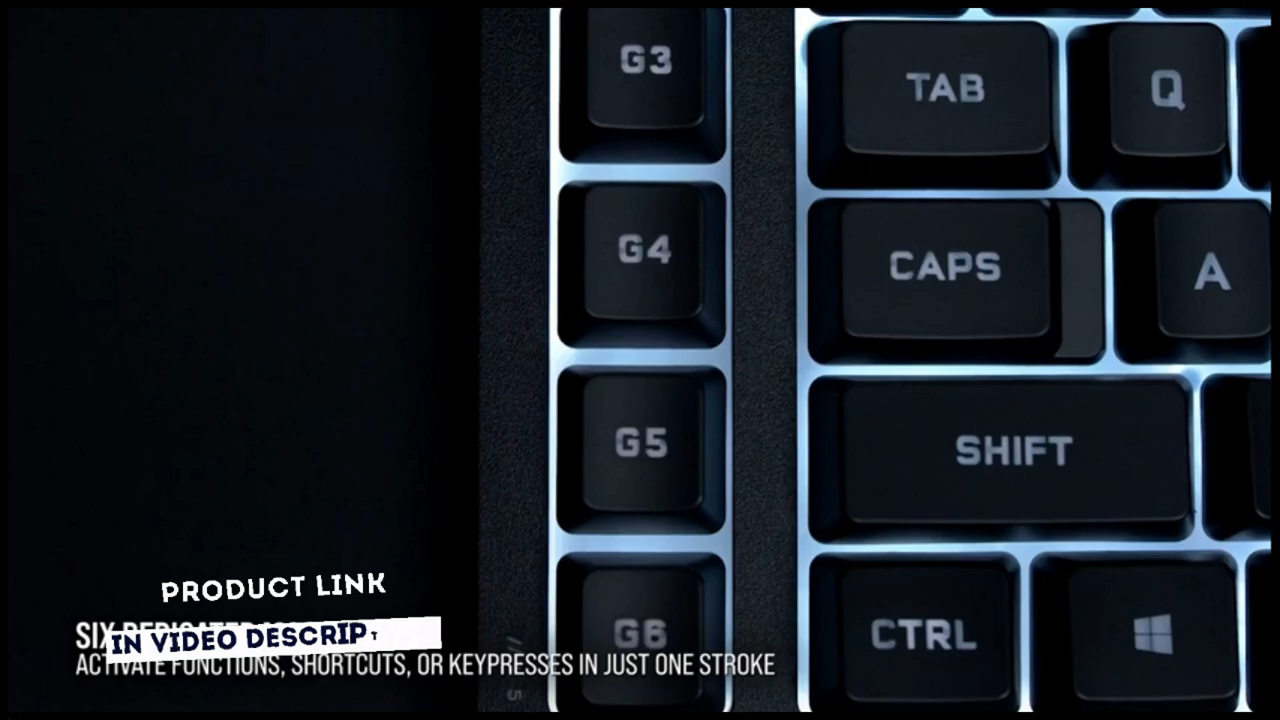 G3
TAB
Q
G4
CAPS
A
G5
SHIFT
G6
CTRL
PRODUCT LINK
SIX
IN VIDEO DESCRIPT
ACTIVATE FUNCTIONS, SHORTCUTS, OR KEYPRESSES IN JUST ONE STROKE